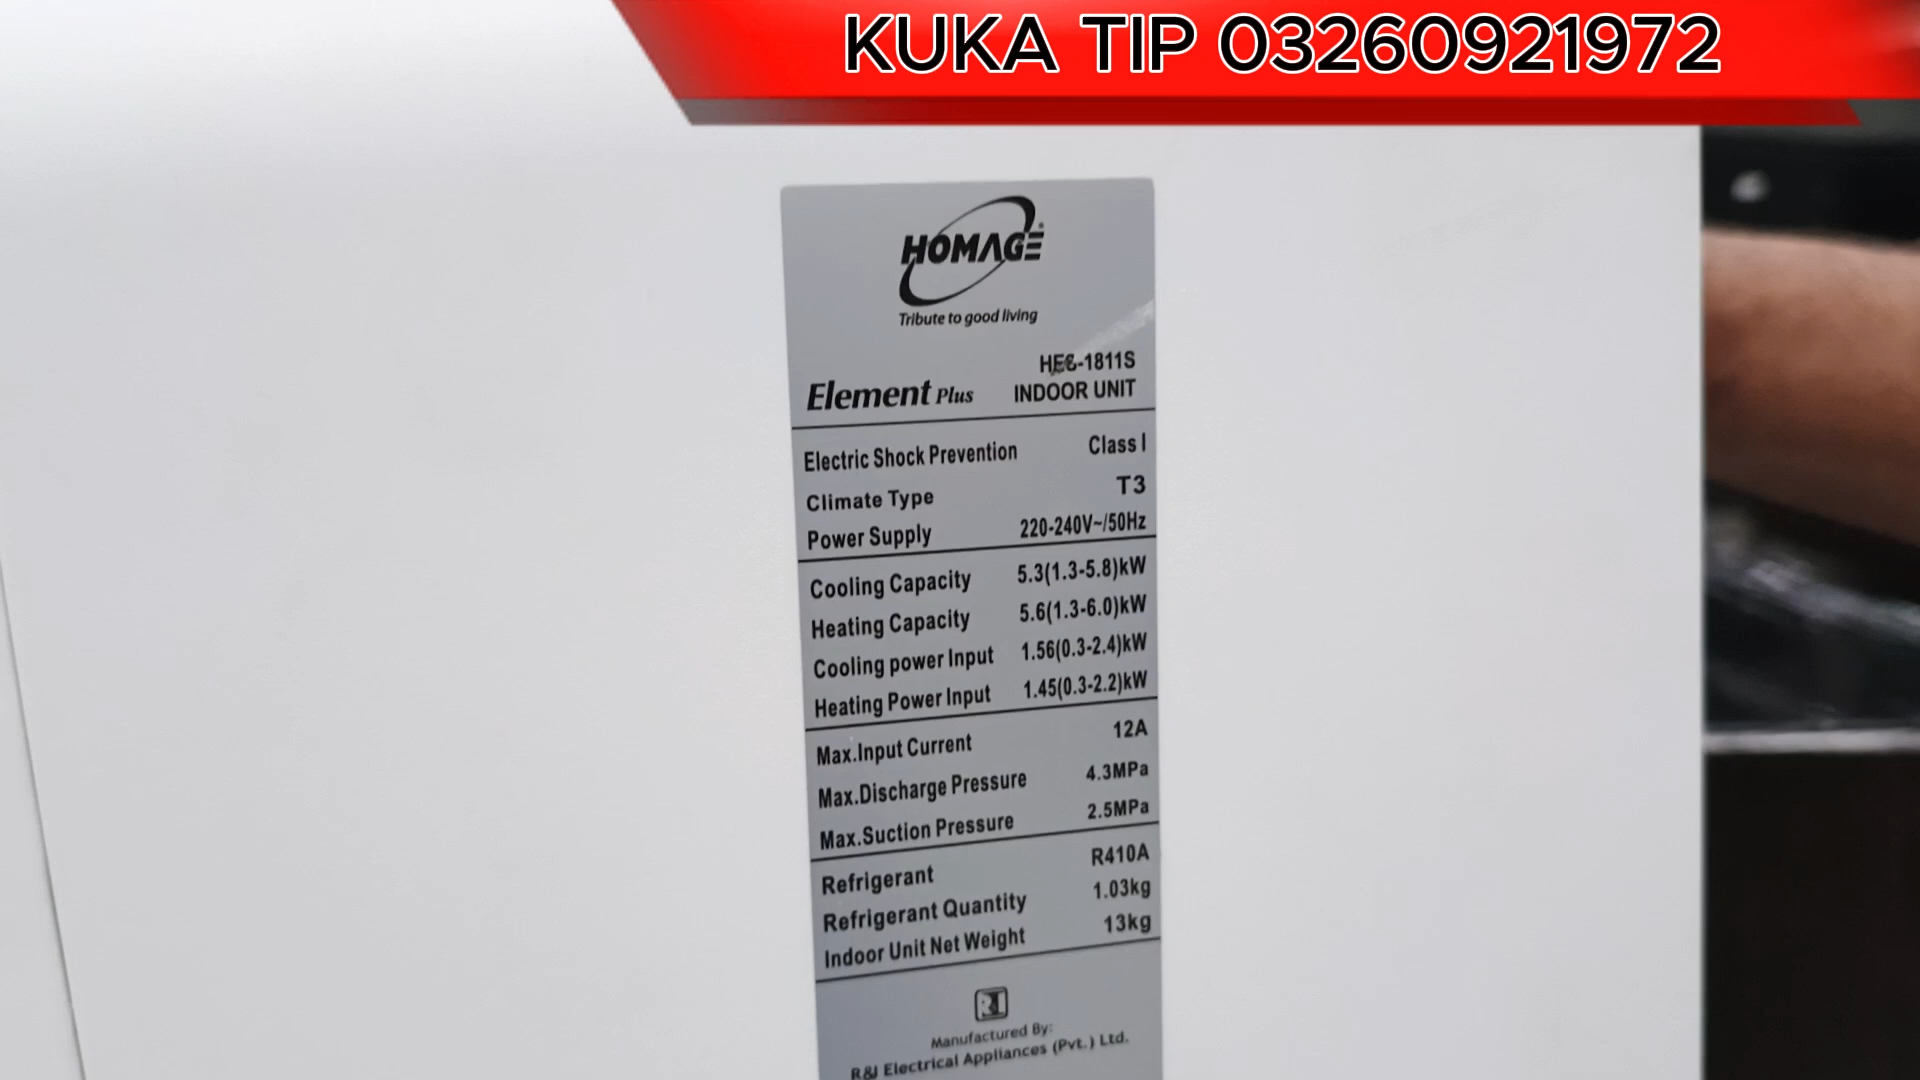 KUKA TIP 03260921972
HOMAGE
Tribute to good living
HES-1811S
Element Plus INDOOR UNIT
Electric Shock Prevention Class I
Climate Type T3
Power Supply 220-240V~/50Hz
Cooling Capacity 5.3(1.3-5.8)kW
Heating Capacity 5.6(1.3-6.0)kW
Cooling power Input 1.56(0.3-2.4)kW
Heating Power Input 1.45(0.3-2.2)kW
Max.Input Current 12A
Max.Discharge Pressure 4.3MPa
Max.Suction Pressure 2.5MPa
Refrigerant R410A
Refrigerant Quantity 1.03kg
Indoor Unit Net Weight 13kg
Manufactured By:
R&I Electrical Appliances (Pvt.) Ltd.